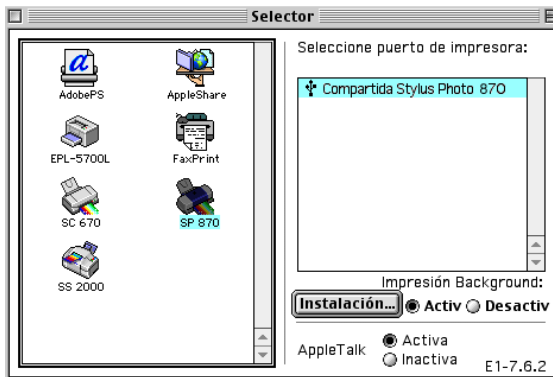 Selector
AdobePS
AppleShare
EPL-5700L
FaxPrint
SC 670
SP 870
SS 2000
Seleccione puerto de impresora:
Compartida Stylus Photo 870
Impresión Background:
Instalación...
Activ
Desactiv
AppleTalk
Activa
Inactiva
E1-7.6.2